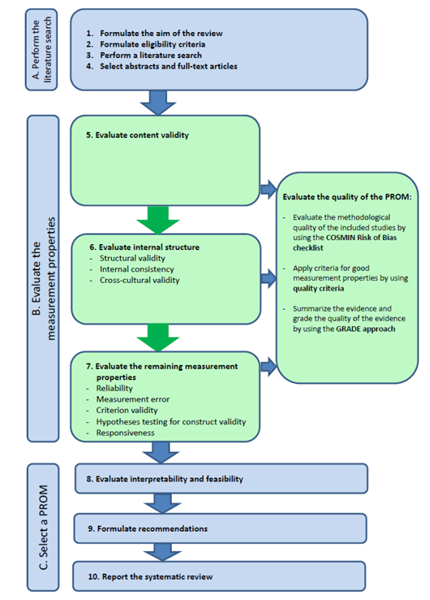 A. Perform the
literature search
1. Formulate the aim of the review
2. Formulate eligibility criteria
3. Perform a literature search
4. Select abstracts and full-text articles
B. Evaluate the
measurement properties
5. Evaluate content validity
6. Evaluate internal structure
- Structural validity
- Internal consistency
- Cross-cultural validity
7. Evaluate the remaining measurement
properties
- Reliability
- Measurement error
- Criterion validity
- Hypotheses testing for construct validity
- Responsiveness
Evaluate the quality of the PROM:
- Evaluate the methodological
quality of the included studies by
using the COSMIN Risk of Bias
checklist
- Apply criteria for good
measurement properties by using
quality criteria
- Summarize the evidence and
grade the quality of the evidence
by using the GRADE approach
C. Select a PROM
8. Evaluate interpretability and feasibility
9. Formulate recommendations
10. Report the systematic review